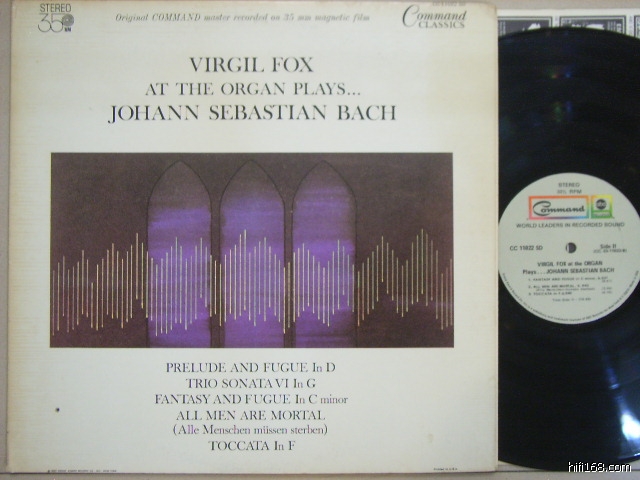 STEREO
35
Original COMMAND master recorded on 35 mm magnetic film
Command
CLASSICS
VIRGIL FOX
AT THE ORGAN PLAYS...
JOHANN SEBASTIAN BACH
PRELUDE AND FUGUE In D
TRIO SONATA VI In G
FANTASY AND FUGUE In C minor
ALL MEN ARE MORTAL
(Alle Menschen müssen sterben)
TOCCATA In F
STEREO
RPM
Command
abc
WORLD LEADERS IN RECORDED SOUND
CC 11022 SD
Side B
VIRGIL FOX at the ORGAN
Plays...JOHANN SEBASTIAN BACH
hifi168.com